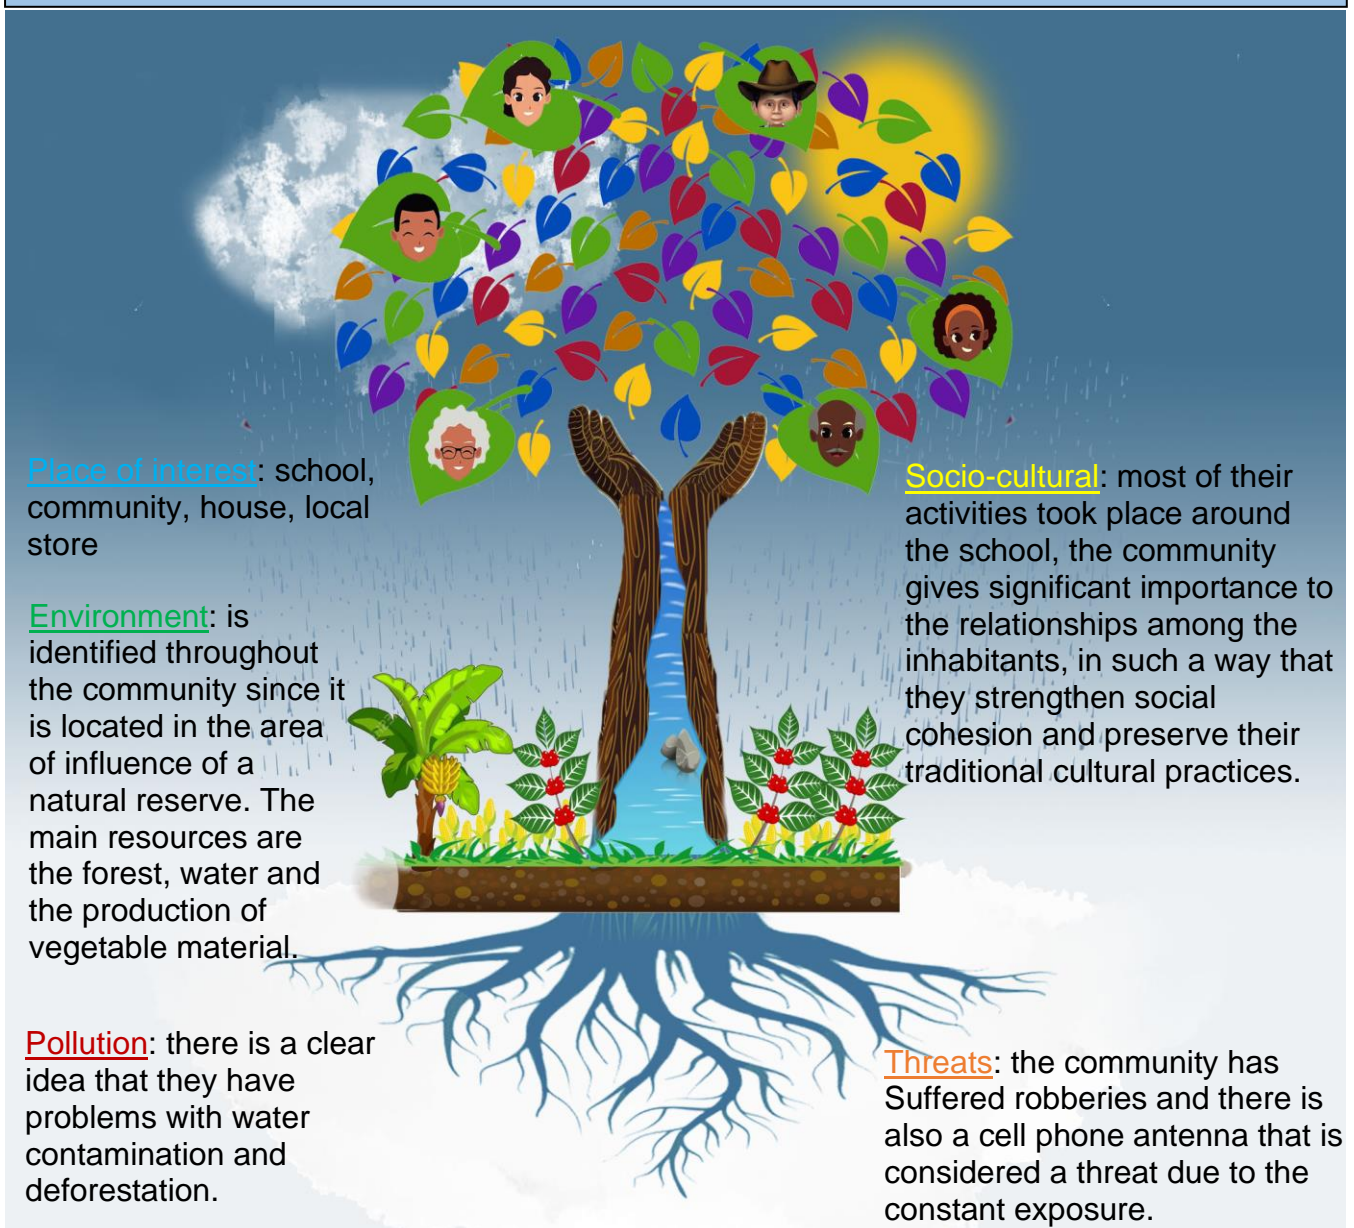 Place of interest: school,
community, house, local
store
Environment: is
identified throughout
the community since it
is located in the area
of influence of a
natural reserve. The
main resources are
the forest, water and
the production of
vegetable material.
Pollution: there is a clear
idea that they have
problems with water
contamination and
deforestation.
Socio-cultural: most of their
activities took place around
the school, the community
gives significant importance to
the relationships among the
inhabitants, in such a way that
they strengthen social
cohesion and preserve their
traditional cultural practices.
Threats: the community has
Suffered robberies and there is
also a cell phone antenna that is
considered a threat due to the
constant exposure.